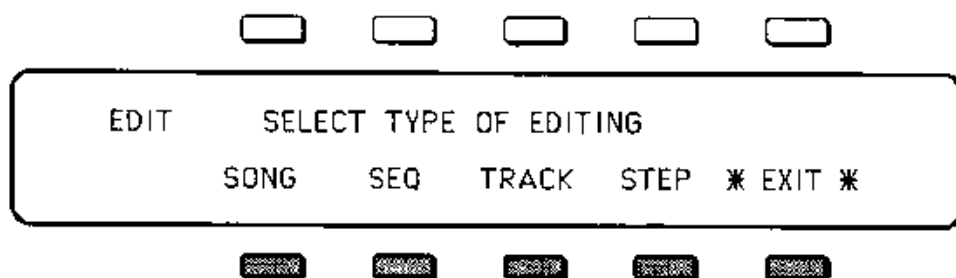 EDIT SELECT TYPE OF EDITING
SONG SEQ TRACK STEP * EXIT *